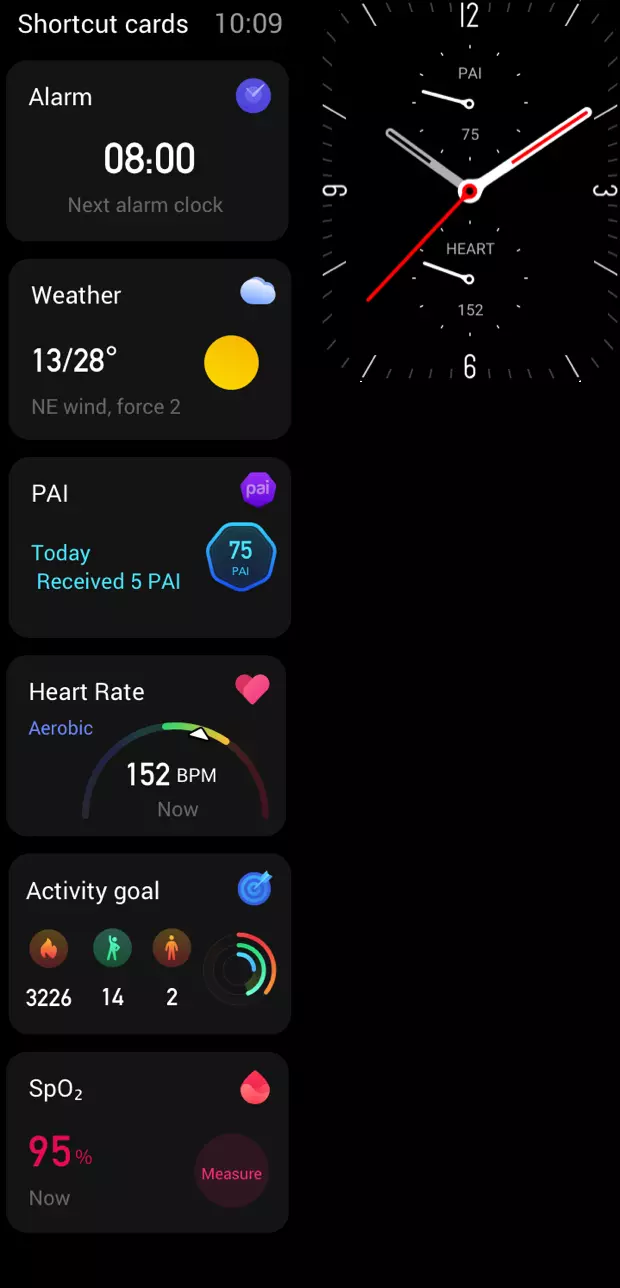 Shortcut cards 10:09
Alarm
08:00
Next alarm clock
Weather
13/28°
NE wind, force 2
PAI
pai
Today
Received 5 PAI
75
PAI
Heart Rate
Aerobic
152 BPM
Now
Activity goal
3226 14 2
SpO₂
95%
Now
Measure
12
PAI
75
9 3
HEART
152
6